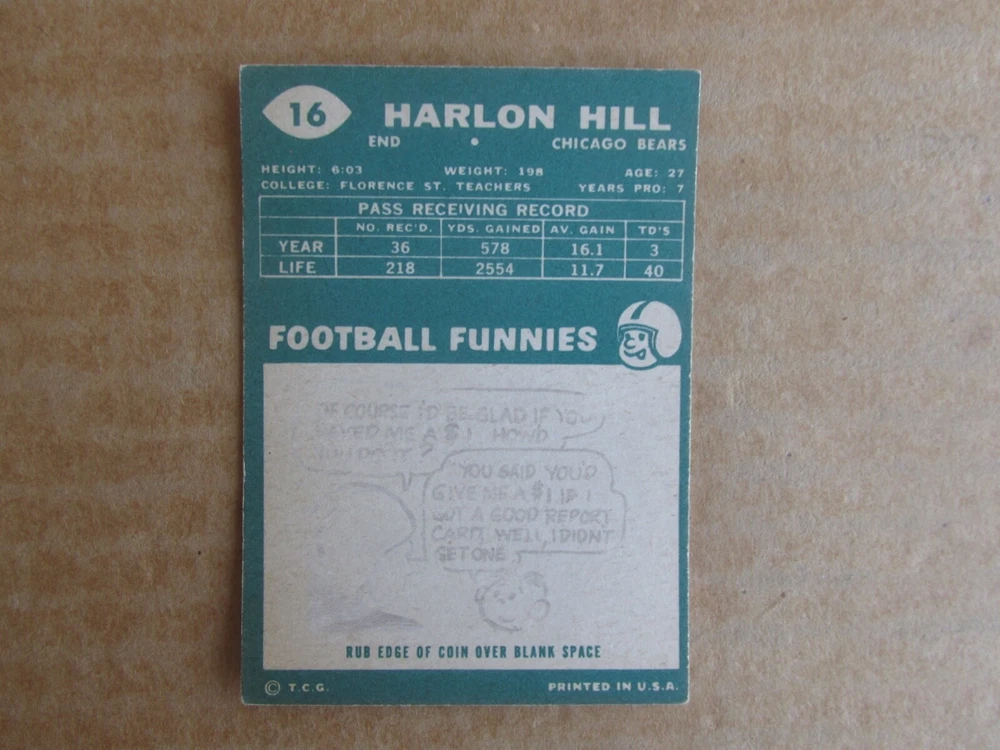 16 HARLON HILL
END • CHICAGO BEARS
HEIGHT: 6:03 WEIGHT: 198 AGE: 27
COLLEGE: FLORENCE ST. TEACHERS YEARS PRO: 7
PASS RECEIVING RECORD
NO. REC'D. YDS. GAINED AV. GAIN TD'S
YEAR 36 578 16.1 3
LIFE 218 2554 11.7 40
FOOTBALL FUNNIES
OF COURSE I'D BE GLAD IF YOU
SAVED ME A $1. HOW'D
"YOU SAID YOU'D
GIVE ME A $1 IF I
GOT A GOOD REPORT
CARD. WELL, I DIDNT
GET ONE
RUB EDGE OF COIN OVER BLANK SPACE
© T.C.G. PRINTED IN U.S.A.